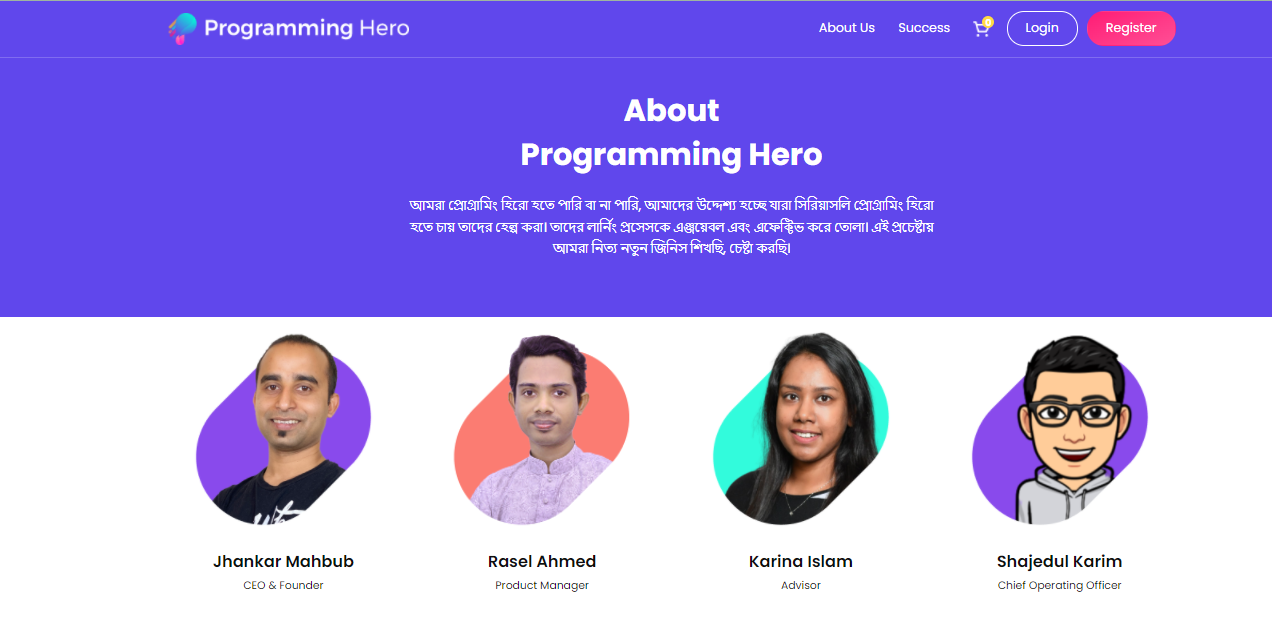 Programming Hero
About Us
Success
0
Login
Register
About
Programming Hero
আমরা প্রোগ্রামিং হিরো হতে পারি বা না পারি, আমাদের উদ্দেশ্য হচ্ছে যারা সিরিয়াসলি প্রোগ্রামিং হিরো
হতে চায় তাদের হেল্প করা। তাদের লার্নিং প্রসেসকে এঞ্জয়েবল এবং এফেক্টিভ করে তোলা। এই প্রচেষ্টায়
আমরা নিত্য নতুন জিনিস শিখছি, চেষ্টা করছি।
Jhankar Mahbub
CEO & Founder
Rasel Ahmed
Product Manager
Karina Islam
Advisor
Shajedul Karim
Chief Operating Officer